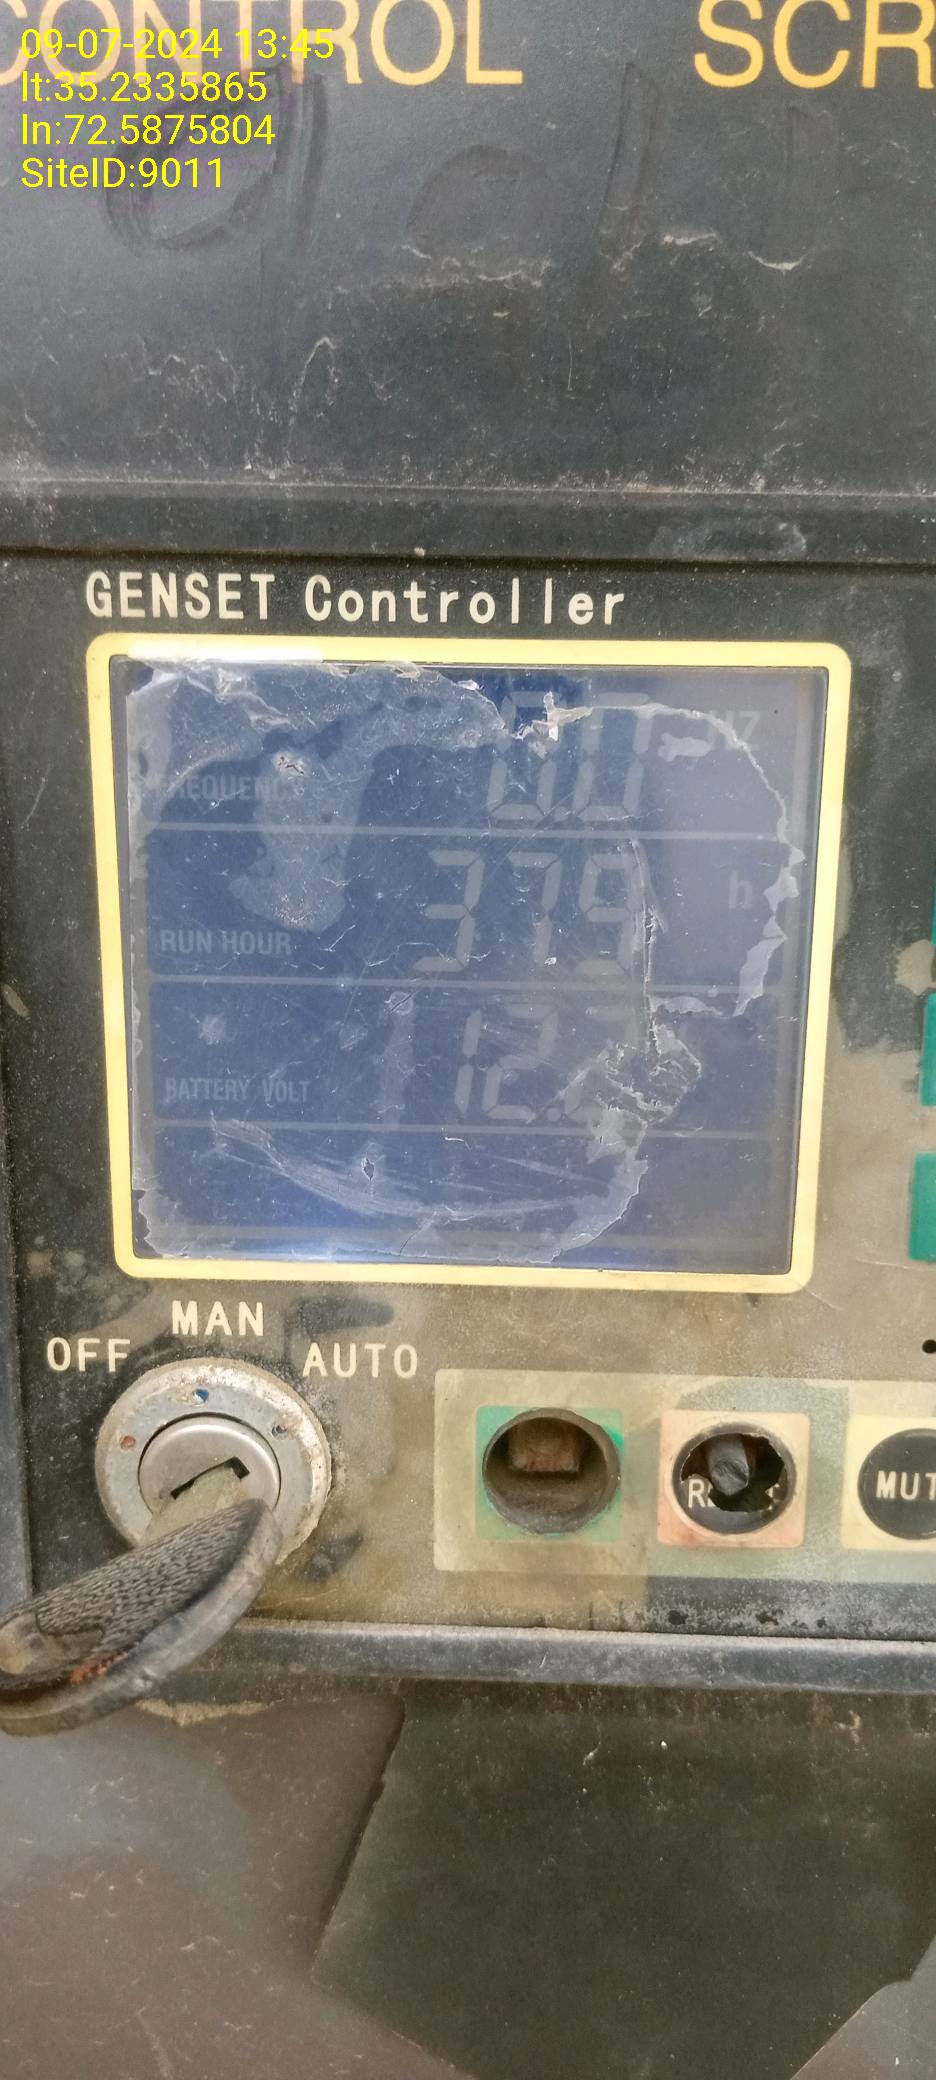 09-07-2024 13:45
lt:35.2335865
ln:72.5875804
SiteID:9011
CONTROL SCR
GENSET Controller
FREQUENCY 0.0 HZ
RUN HOUR 379 h
BATTERY VOLT 12.
OFF MAN AUTO
MUT